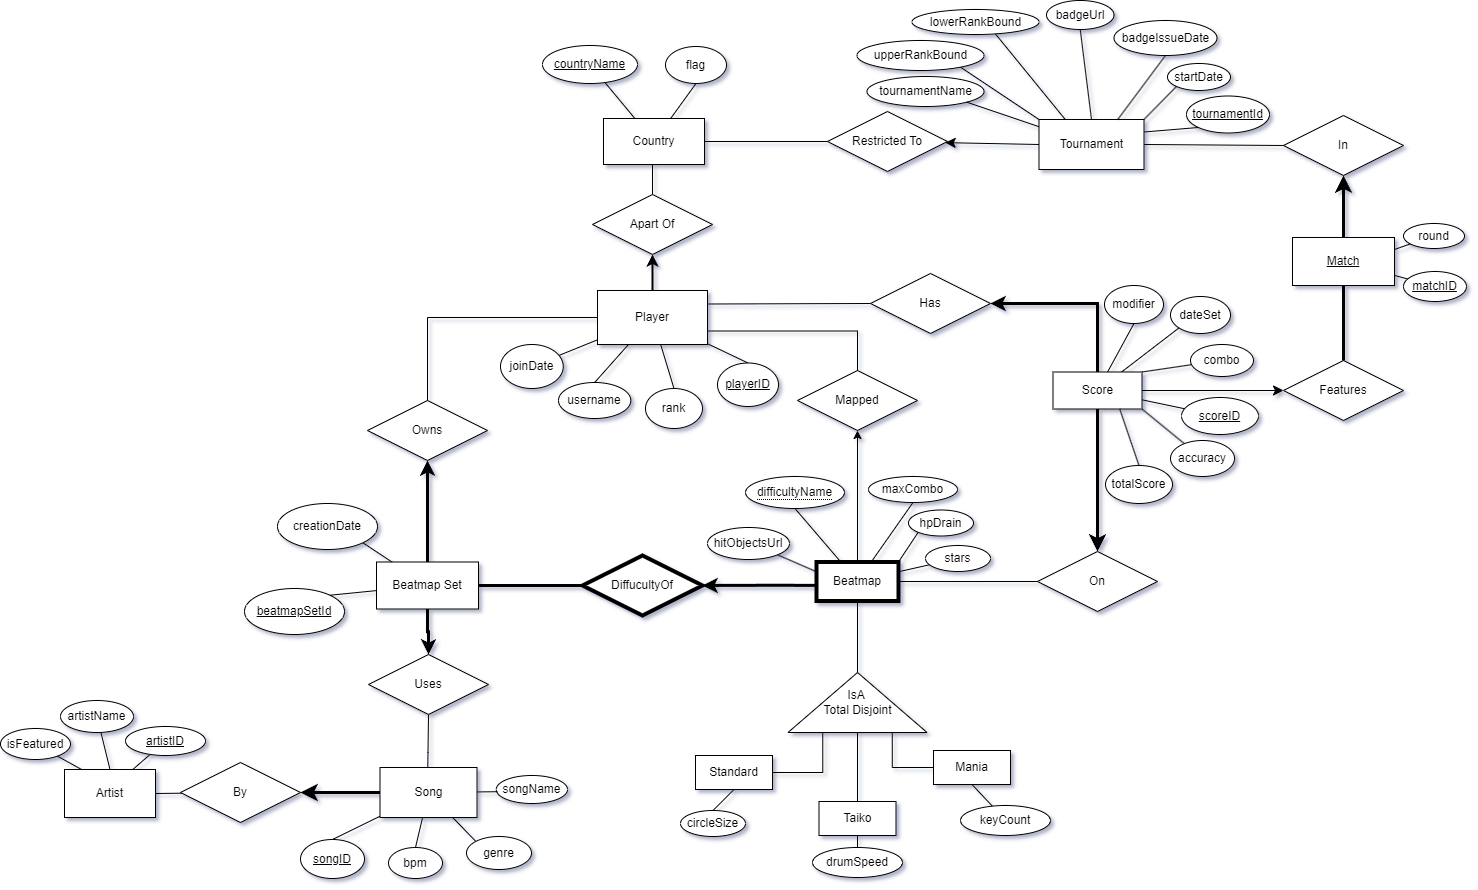 lowerRankBound
badgeUrl
badgeIssueDate
countryName
flag
upperRankBound
startDate
tournamentName
tournamentId
Country
Restricted To
Tournament
In
Apart Of
round
Match
matchID
Player
Has
modifier
dateSet
joinDate
username
rank
playerID
Mapped
combo
Score
Features
scoreID
Owns
accuracy
totalScore
difficultyName
maxCombo
creationDate
hpDrain
hitObjectsUrl
stars
Beatmap Set
DiffucultyOf
Beatmap
On
beatmapSetId
Uses
IsA
Total Disjoint
artistName
isFeatured
artistID
Artist
By
Song
songName
Standard
Mania
circleSize
Taiko
keyCount
songID
bpm
genre
drumSpeed